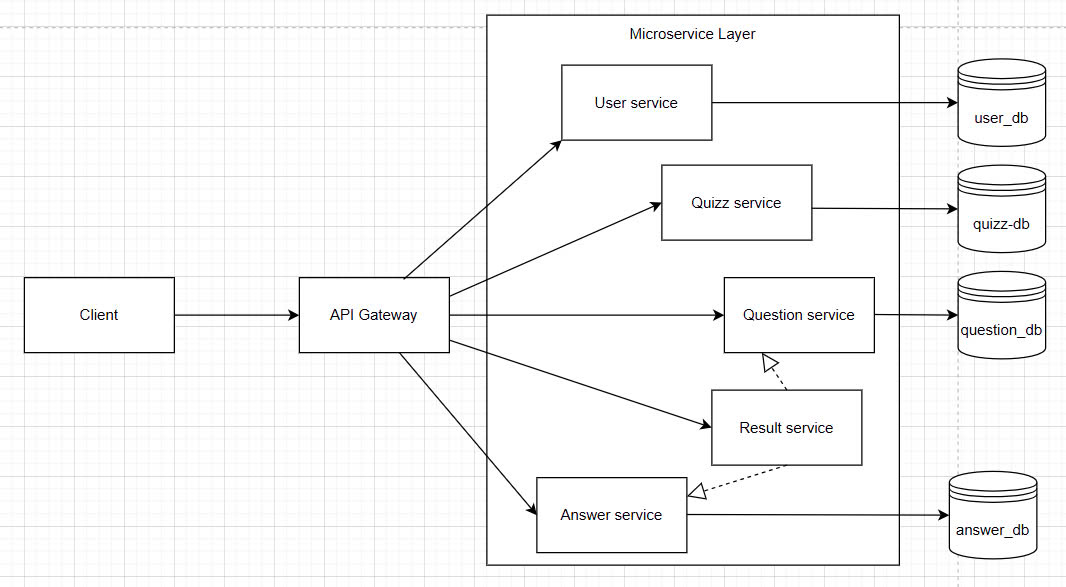 Microservice Layer
User service
user_db
Quizz service
quizz-db
Client
API Gateway
Question service
question_db
Result service
Answer service
answer_db